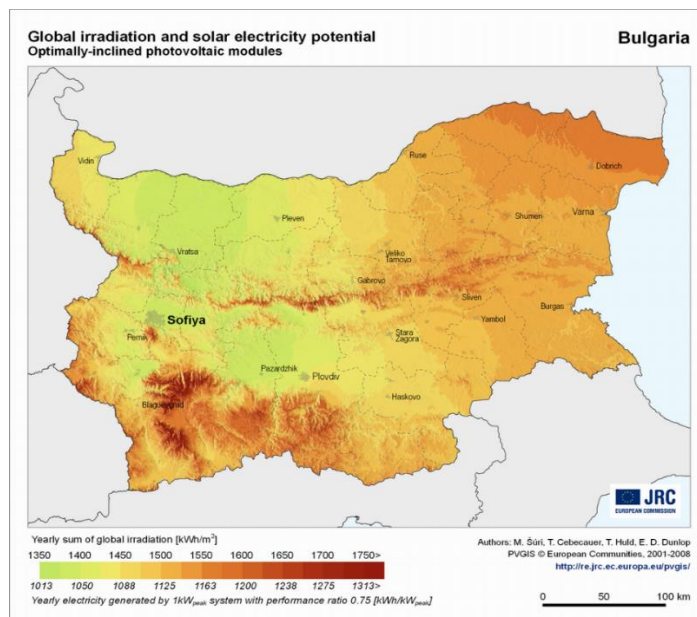 Global irradiation and solar electricity potential
Optimally-inclined photovoltaic modules
Bulgaria
Vidin
Ruse
Dobrich
Pleven
Shumen
Varna
Vratsa
Veliko
Tarnovo
Gabrovo
Sliven
Burgas
Sofiya
Yambol
Pernik
Stara
Zagora
Pazardzhik
Plovdiv
Haskovo
Blagoevgrad
JRC
EUROPEAN COMMISSION
Yearly sum of global irradiation [kWh/m²]
1350 1400 1450 1500 1550 1600 1650 1700 1750>
1013 1050 1088 1125 1163 1200 1238 1275 1313>
Yearly electricity generated by 1kWpeak system with performance ratio 0.75 [kWh/kWpeak]
Authors: M. Šúri, T. Cebecauer, T. Huld, E. D. Dunlop
PVGIS © European Communities, 2001-2008
http://re.jrc.ec.europa.eu/pvgis/
0 50 100 km